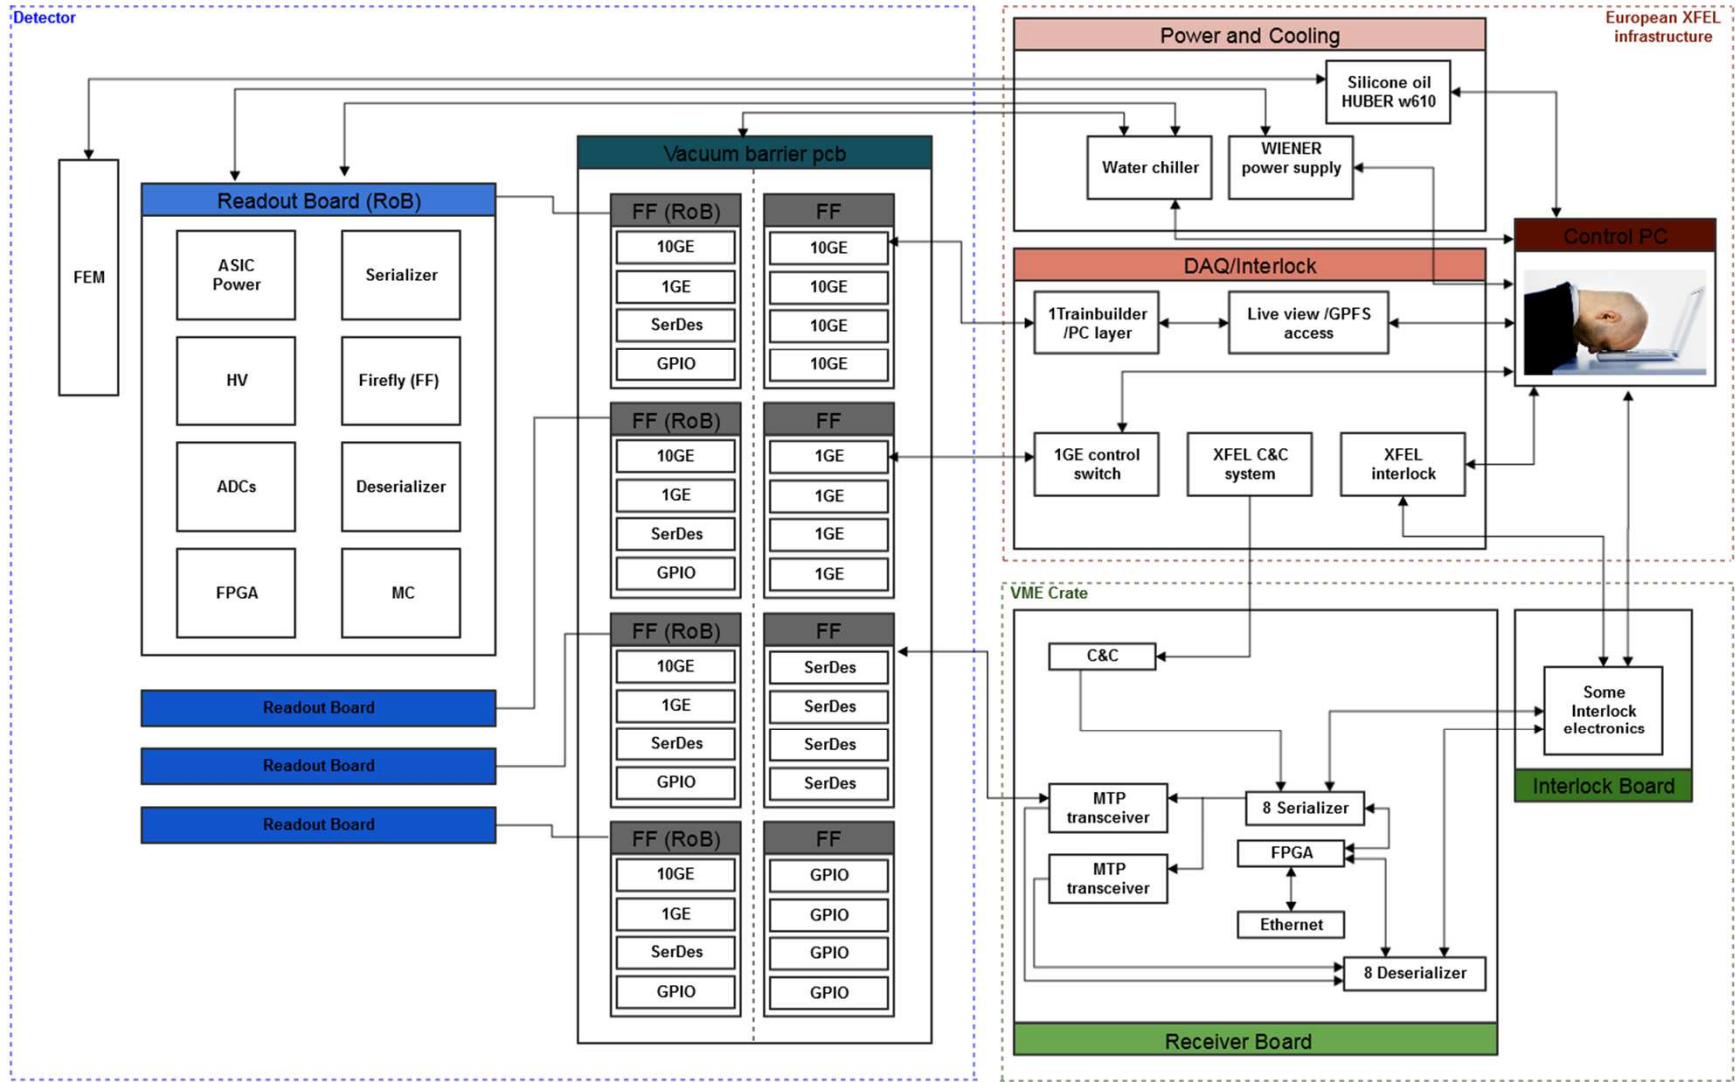 Detector
FEM
Readout Board (RoB)
ASIC
Power
Serializer
HV
Firefly (FF)
ADCs
Deserializer
FPGA
MC
Readout Board
Readout Board
Readout Board
Vacuum barrier pcb
FF (RoB)
10GE
1GE
SerDes
GPIO
FF
10GE
10GE
10GE
10GE
FF (RoB)
10GE
1GE
SerDes
GPIO
FF
1GE
1GE
1GE
1GE
FF (RoB)
10GE
1GE
SerDes
GPIO
FF
SerDes
SerDes
SerDes
SerDes
FF (RoB)
10GE
1GE
SerDes
GPIO
FF
GPIO
GPIO
GPIO
GPIO
European XFEL
infrastructure
Power and Cooling
Silicone oil
HUBER w610
Water chiller
WIENER
power supply
DAQ/Interlock
1Trainbuilder
/PC layer
Live view /GPFS
access
1GE control
switch
XFEL C&C
system
XFEL
interlock
Control PC
VME Crate
C&C
MTP
transceiver
8 Serializer
FPGA
MTP
transceiver
Ethernet
8 Deserializer
Receiver Board
Some
Interlock
electronics
Interlock Board